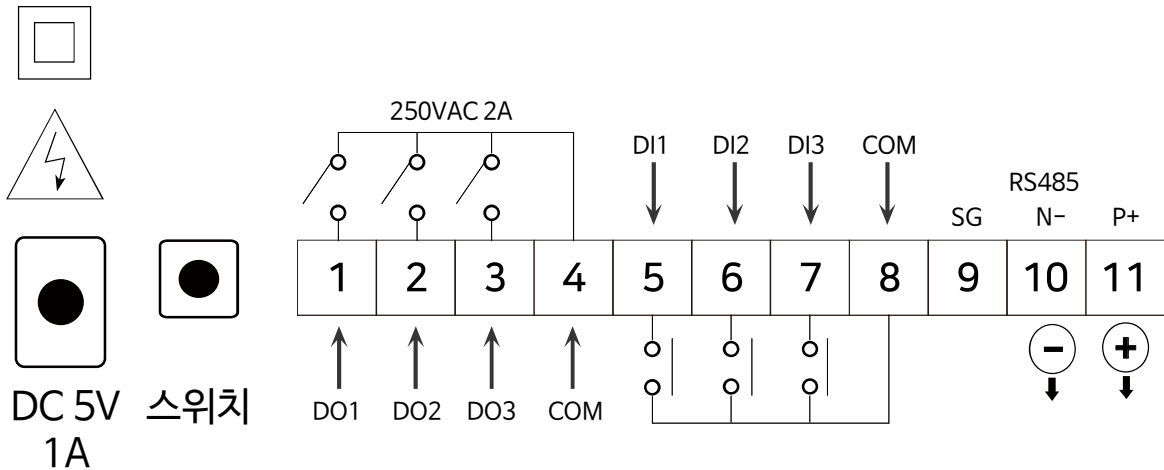 250VAC 2A
DI1 DI2 DI3 COM
RS485
SG N- P+
1 2 3 4 5 6 7 8 9 10 11
- +
DO1 DO2 DO3 COM
DC 5V
1A
스위치